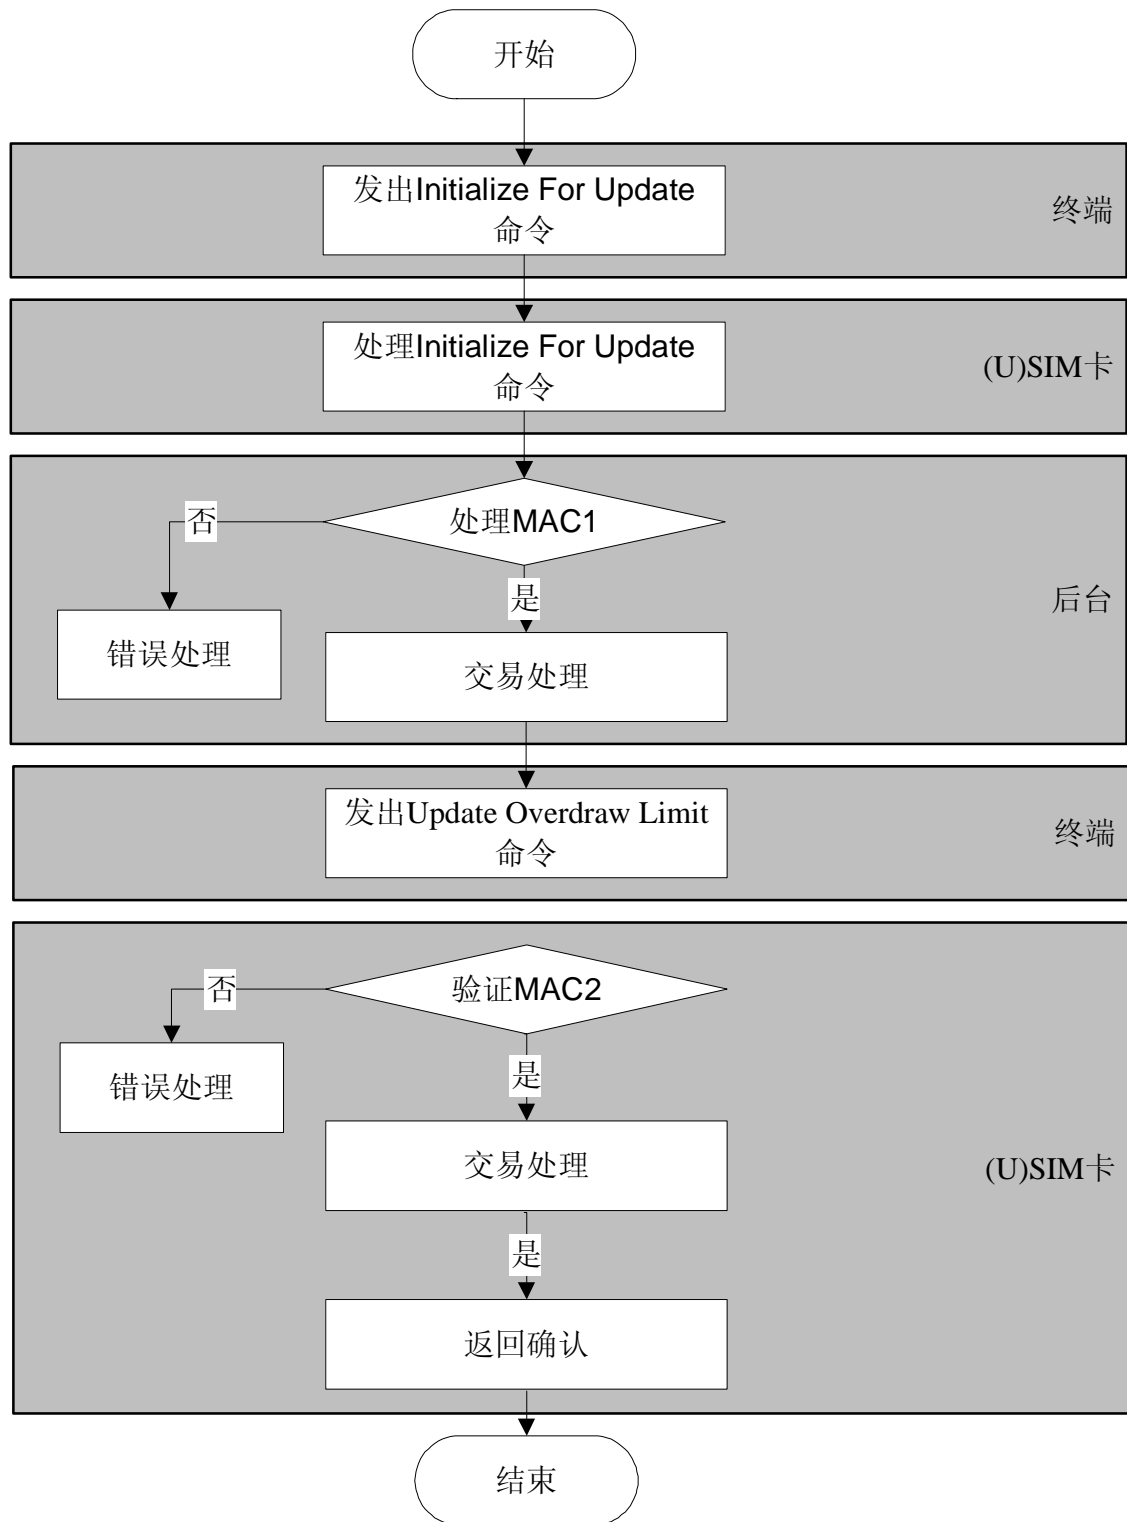 开始
发出Initialize For Update
命令
终端
处理Initialize For Update
命令
(U)SIM卡
处理MAC1
否
是
后台
错误处理
交易处理
发出Update Overdraw Limit
命令
终端
验证MAC2
否
是
错误处理
交易处理
(U)SIM卡
是
返回确认
结束